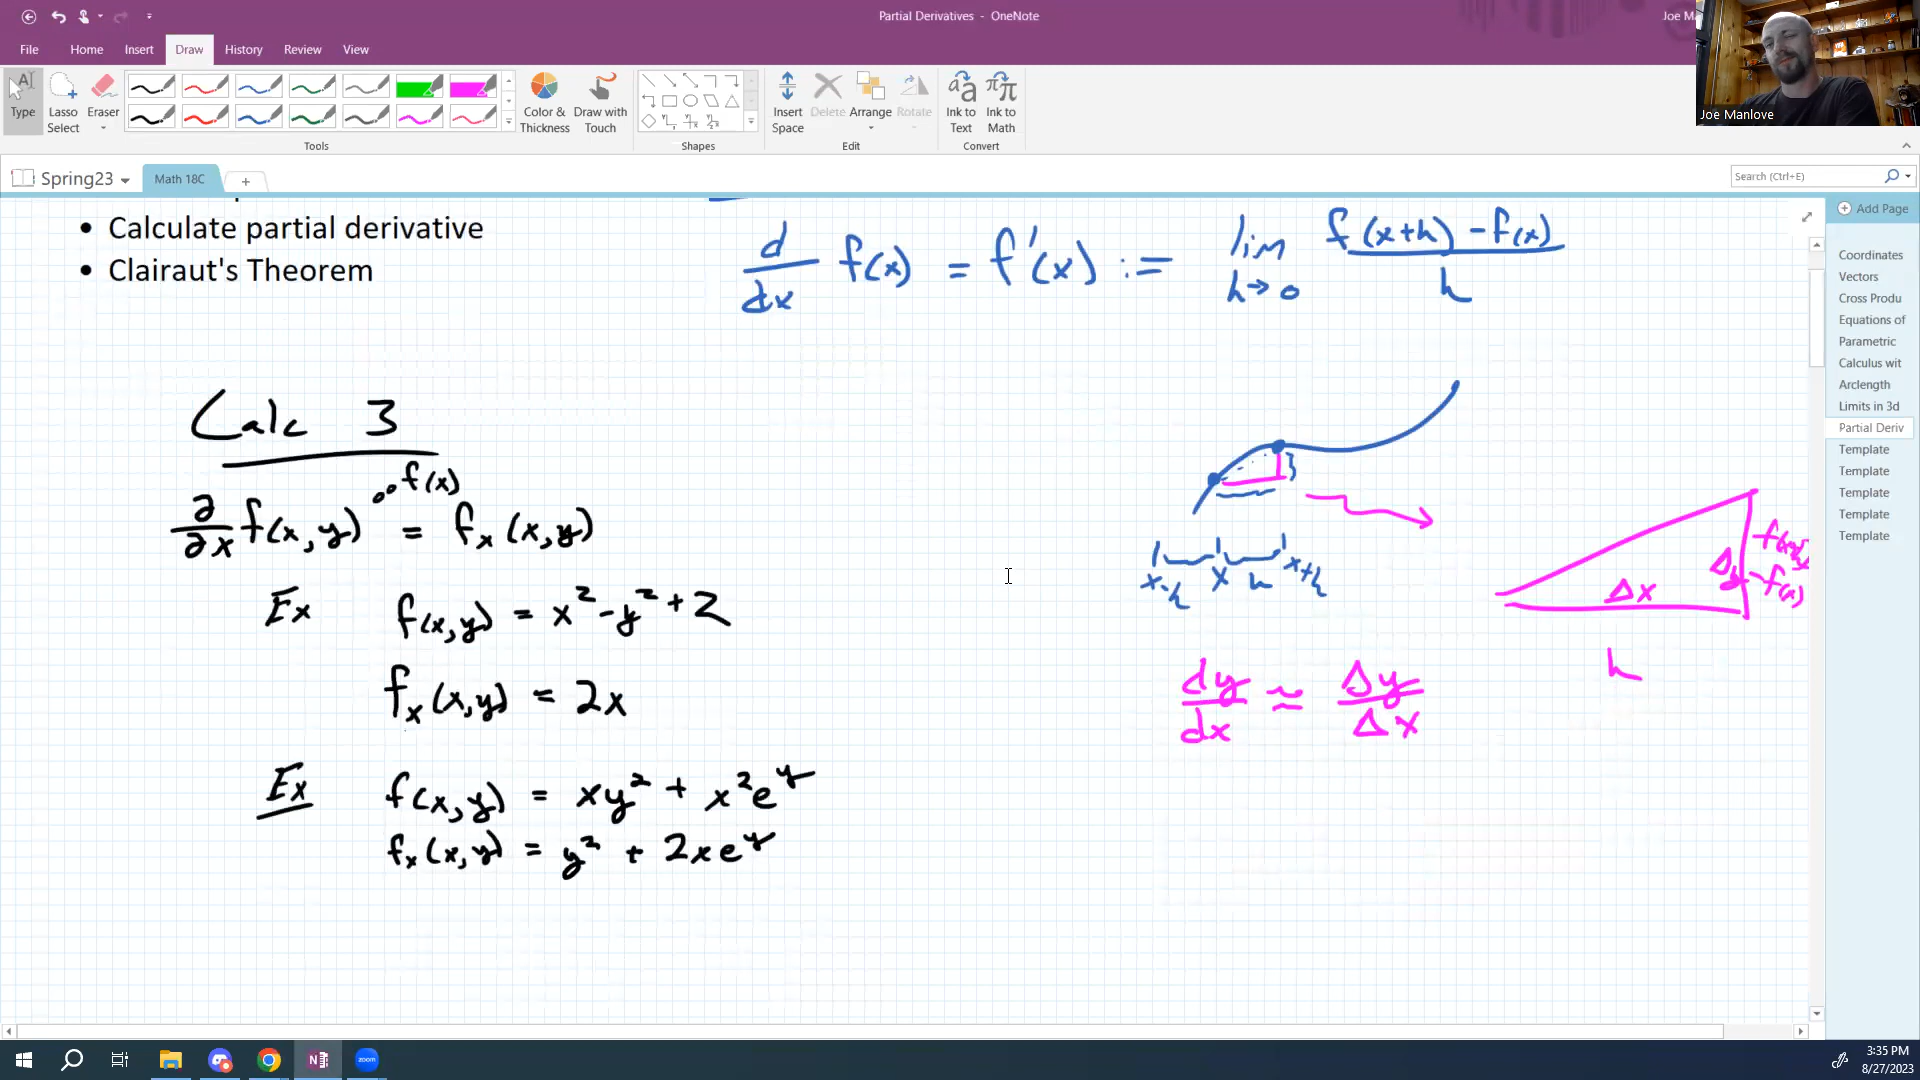 Partial Derivatives - OneNote
Joe Ma
File Home Insert Draw History Review View
Type
Lasso Select
Eraser
Color & Thickness
Draw with Touch
Insert Space
Delete
Arrange
Rotate
Ink to Text
Ink to Math
Tools
Shapes
Edit
Convert
Joe Manlove
Spring23
Math 18C
+
Search (Ctrl+E)
Add Page
• Calculate partial derivative
• Clairaut's Theorem
d/dx f(x) = f'(x) := lim h→0 (f(x+h) - f(x))/h
Calc 3
∂/∂x f(x,y) = f_x(x,y)
f(x)
Ex f(x,y) = x² - y² + 2
f_x(x,y) = 2x
Ex f(x,y) = xy² + x²e^y
f_x(x,y) = y² + 2xe^y
x-h x h x+h
dy/dx ≈ Δy/Δx
Δx
-f(x)
h
Coordinates
Vectors
Cross Produ
Equations of
Parametric
Calculus wit
Arclength
Limits in 3d
Partial Deriv
Template
Template
Template
Template
Template
zoom
3:35 PM
8/27/2023